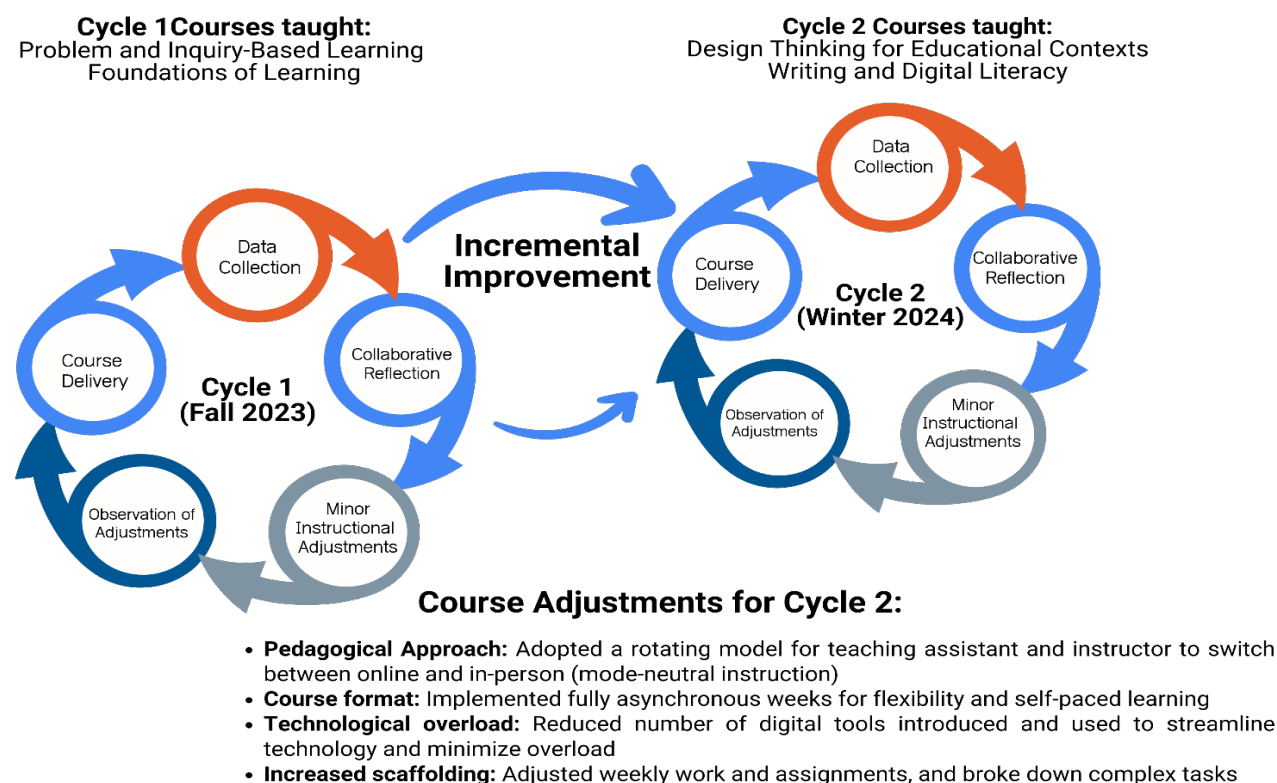 Cycle 1Courses taught:
Problem and Inquiry-Based Learning
Foundations of Learning
Cycle 2 Courses taught:
Design Thinking for Educational Contexts
Writing and Digital Literacy
Data
Collection
Collaborative
Reflection
Minor
Instructional
Adjustments
Observation of
Adjustments
Course
Delivery
Cycle 1
(Fall 2023)
Incremental
Improvement
Data
Collection
Collaborative
Reflection
Minor
Instructional
Adjustments
Observation of
Adjustments
Course
Delivery
Cycle 2
(Winter 2024)
Course Adjustments for Cycle 2:
• Pedagogical Approach: Adopted a rotating model for teaching assistant and instructor to switch
between online and in-person (mode-neutral instruction)
• Course format: Implemented fully asynchronous weeks for flexibility and self-paced learning
• Technological overload: Reduced number of digital tools introduced and used to streamline
technology and minimize overload
• Increased scaffolding: Adjusted weekly work and assignments, and broke down complex tasks